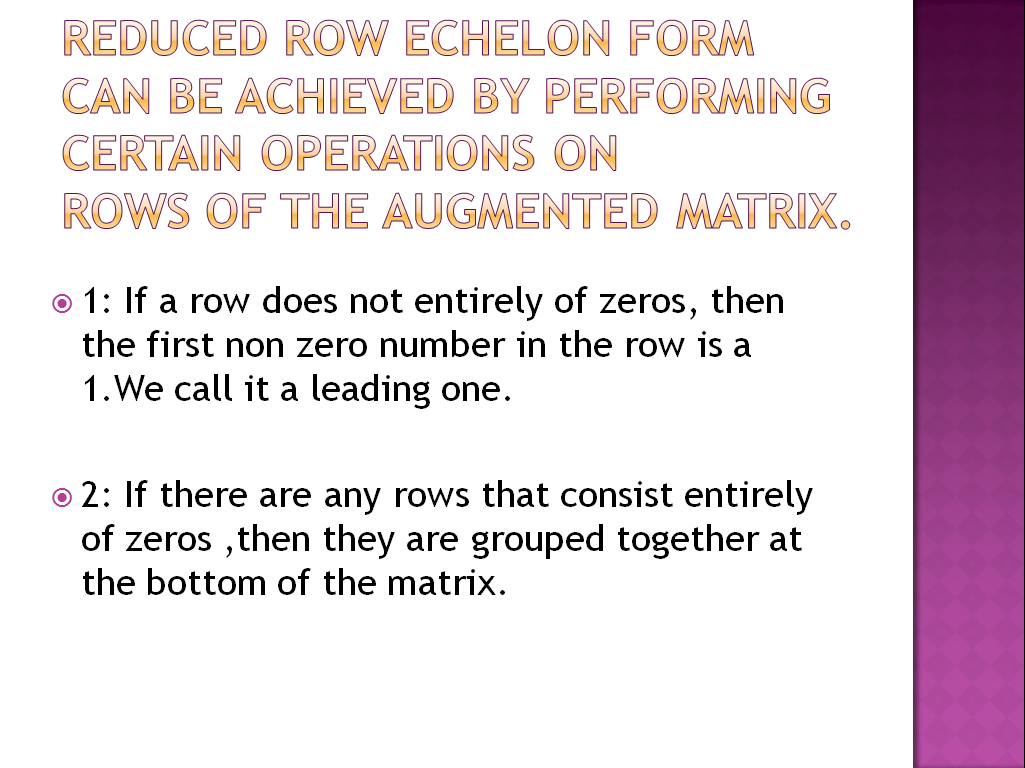 REDUCED ROW ECHELON FORM
CAN BE ACHIEVED BY PERFORMING
CERTAIN OPERATIONS ON
ROWS OF THE AUGMENTED MATRIX.
1: If a row does not entirely of zeros, then
the first non zero number in the row is a
1.We call it a leading one.
2: If there are any rows that consist entirely
of zeros ,then they are grouped together at
the bottom of the matrix.